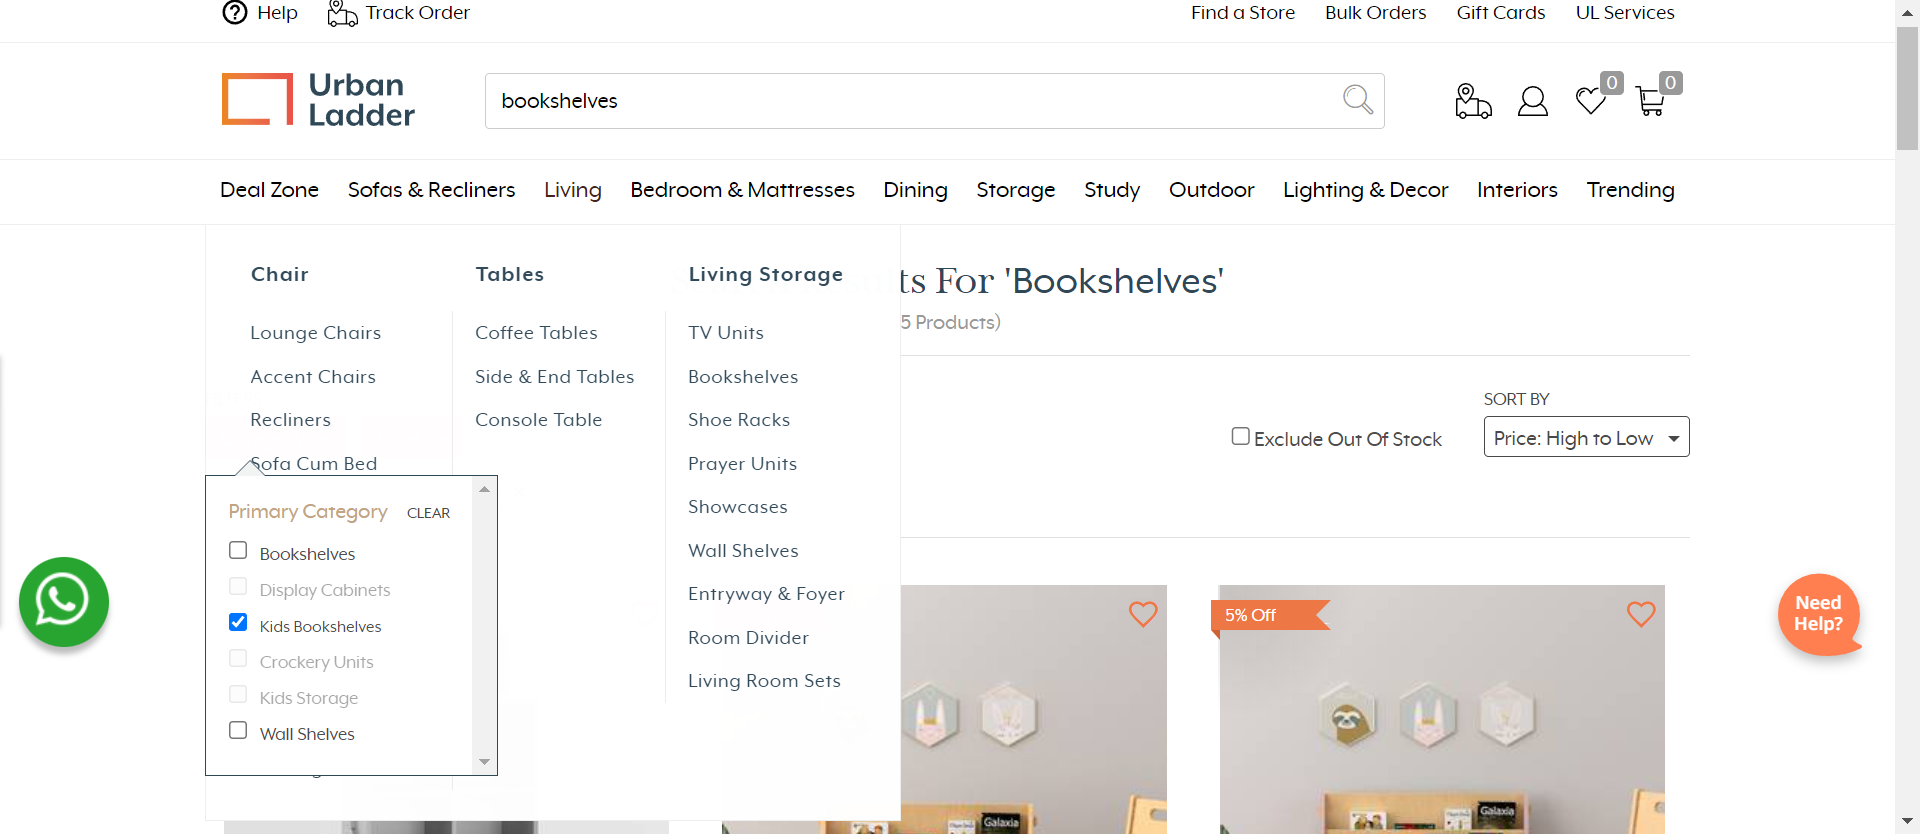 Help
Track Order
Find a Store
Bulk Orders
Gift Cards
UL Services
Urban
Ladder
bookshelves
0
0
Deal Zone
Sofas & Recliners
Living
Bedroom & Mattresses
Dining
Storage
Study
Outdoor
Lighting & Decor
Interiors
Trending
ts For 'Bookshelves'
5 Products)
Chair
Lounge Chairs
Accent Chairs
Recliners
Sofa Cum Bed
Tables
Coffee Tables
Side & End Tables
Console Table
Living Storage
TV Units
Bookshelves
Shoe Racks
Prayer Units
Showcases
Wall Shelves
Entryway & Foyer
Room Divider
Living Room Sets
Exclude Out Of Stock
SORT BY
Price: High to Low
Primary Category
CLEAR
Bookshelves
Display Cabinets
Kids Bookshelves
Crockery Units
Kids Storage
Wall Shelves
5% Off
Need
Help?
Galaxia
Galaxia